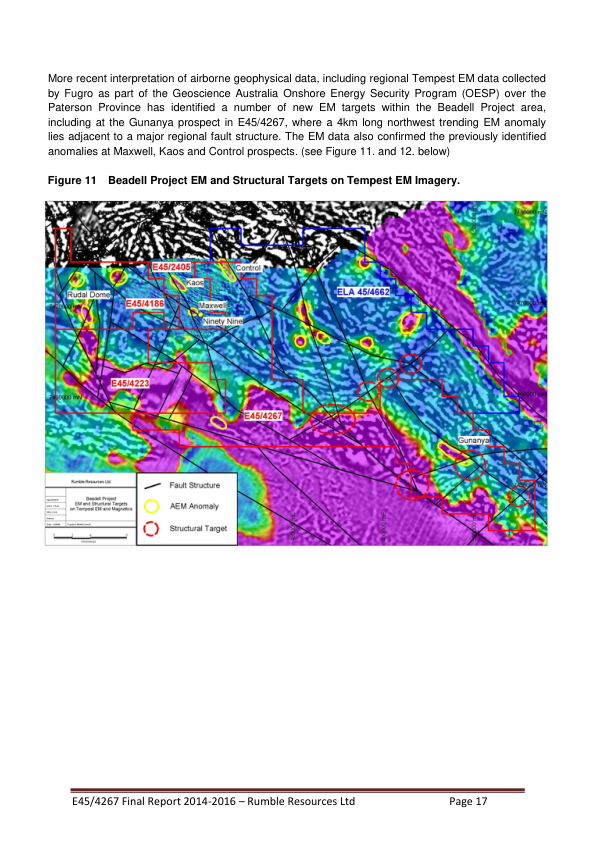 More recent interpretation of airborne geophysical data, including regional Tempest EM data collected
by Fugro as part of the Geoscience Australia Onshore Energy Security Program (OESP) over the
Paterson Province has identified a number of new EM targets within the Beadell Project area,
including at the Gunanya prospect in E45/4267, where a 4km long northwest trending EM anomaly
lies adjacent to a major regional fault structure. The EM data also confirmed the previously identified
anomalies at Maxwell, Kaos and Control prospects. (see Figure 11. and 12. below)
Figure 11 Beadell Project EM and Structural Targets on Tempest EM Imagery.
E45/2405
Control
Kaos
Rudal Dome
ELA 45/4662
E45/4186
Maxwell
Ninety Nine
E45/4223
E45/4267
Gunanya
Rumble Resources Ltd
Beadell Project
EM and Structural Targets
on Tempest EM and Magnetics
Fault Structure
AEM Anomaly
Structural Target
E45/4267 Final Report 2014-2016 – Rumble Resources Ltd Page 17